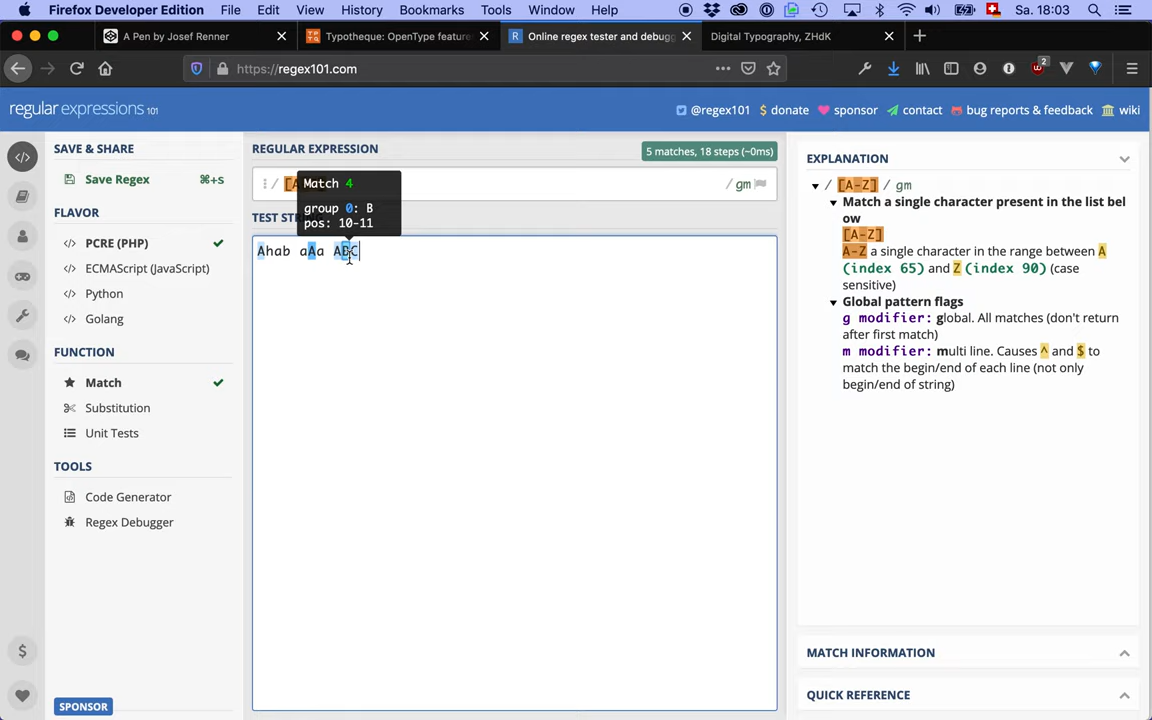 Firefox Developer Edition File Edit View History Bookmarks Tools Window Help Sa. 18:03
A Pen by Josef Renner
Typotheque: OpenType feature
Online regex tester and debugg
Digital Typography, ZHdK
https://regex101.com
2
regular expressions 101
@regex101 $ donate sponsor contact bug reports & feedback wiki
SAVE & SHARE
Save Regex ⌘+s
FLAVOR
</> PCRE (PHP)
</> ECMAScript (JavaScript)
</> Python
</> Golang
FUNCTION
Match
Substitution
Unit Tests
TOOLS
Code Generator
Regex Debugger
$
SPONSOR
REGULAR EXPRESSION
5 matches, 18 steps (~0ms)
/ gm
Match 4
group 0: B
pos: 10-11
TEST ST
Ahab aAa ABC
EXPLANATION
/ [A-Z] / gm
Match a single character present in the list bel
ow
[A-Z]
A-Z a single character in the range between A
(index 65) and Z (index 90) (case
sensitive)
Global pattern flags
g modifier: global. All matches (don't return
after first match)
m modifier: multi line. Causes ^ and $ to
match the begin/end of each line (not only
begin/end of string)
MATCH INFORMATION
QUICK REFERENCE